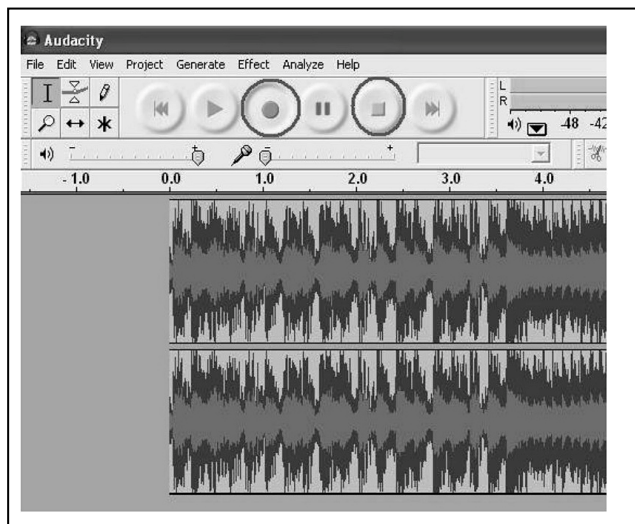 Audacity
File Edit View Project Generate Effect Analyze Help
L
R
-48 -42
- +
- +
- 1.0 0.0 1.0 2.0 3.0 4.0